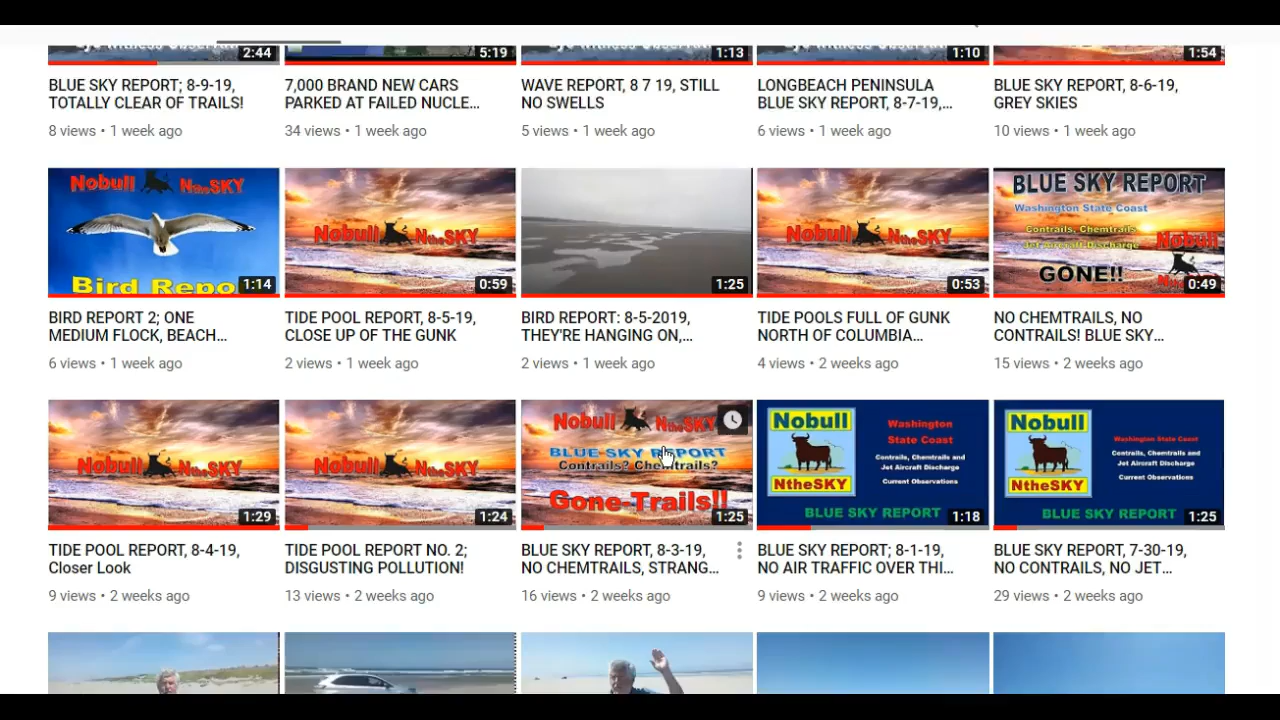 2:44
5:19
1:13
1:10
1:54
BLUE SKY REPORT; 8-9-19,
TOTALLY CLEAR OF TRAILS!
8 views • 1 week ago
7,000 BRAND NEW CARS
PARKED AT FAILED NUCLE...
34 views • 1 week ago
WAVE REPORT, 8 7 19, STILL
NO SWELLS
5 views • 1 week ago
LONGBEACH PENINSULA
BLUE SKY REPORT, 8-7-19,...
6 views • 1 week ago
BLUE SKY REPORT, 8-6-19,
GREY SKIES
10 views • 1 week ago
Nobull NtheSKY
Bird Repo
1:14
BIRD REPORT 2; ONE
MEDIUM FLOCK, BEACH...
6 views • 1 week ago
Nobull NtheSKY
0:59
TIDE POOL REPORT, 8-5-19,
CLOSE UP OF THE GUNK
2 views • 1 week ago
1:25
BIRD REPORT: 8-5-2019,
THEY'RE HANGING ON,...
2 views • 1 week ago
Nobull NtheSKY
0:53
TIDE POOLS FULL OF GUNK
NORTH OF COLUMBIA...
4 views • 2 weeks ago
BLUE SKY REPORT
Washington State Coast
Contrails, Chemtrails
Jet Aircraft Discharge
Nobull
GONE!!
0:49
NO CHEMTRAILS, NO
CONTRAILS! BLUE SKY...
15 views • 2 weeks ago
Nobull NtheSKY
1:29
TIDE POOL REPORT, 8-4-19,
Closer Look
9 views • 2 weeks ago
Nobull NtheSKY
1:24
TIDE POOL REPORT NO. 2;
DISGUSTING POLLUTION!
13 views • 2 weeks ago
Nobull NtheSKY
BLUE SKY REPORT
Contrails? Chemtrails?
Gone-Trails!!
1:25
BLUE SKY REPORT, 8-3-19,
NO CHEMTRAILS, STRANG...
16 views • 2 weeks ago
Nobull
NtheSKY
Washington
State Coast
Contrails, Chemtrails and
Jet Aircraft Discharge
Current Observations
BLUE SKY REPORT
1:18
BLUE SKY REPORT; 8-1-19,
NO AIR TRAFFIC OVER THI...
9 views • 2 weeks ago
Nobull
NtheSKY
Washington State Coast
Contrails, Chemtrails and
Jet Aircraft Discharge
Current Observations
BLUE SKY REPORT
1:25
BLUE SKY REPORT, 7-30-19,
NO CONTRAILS, NO JET...
29 views • 2 weeks ago